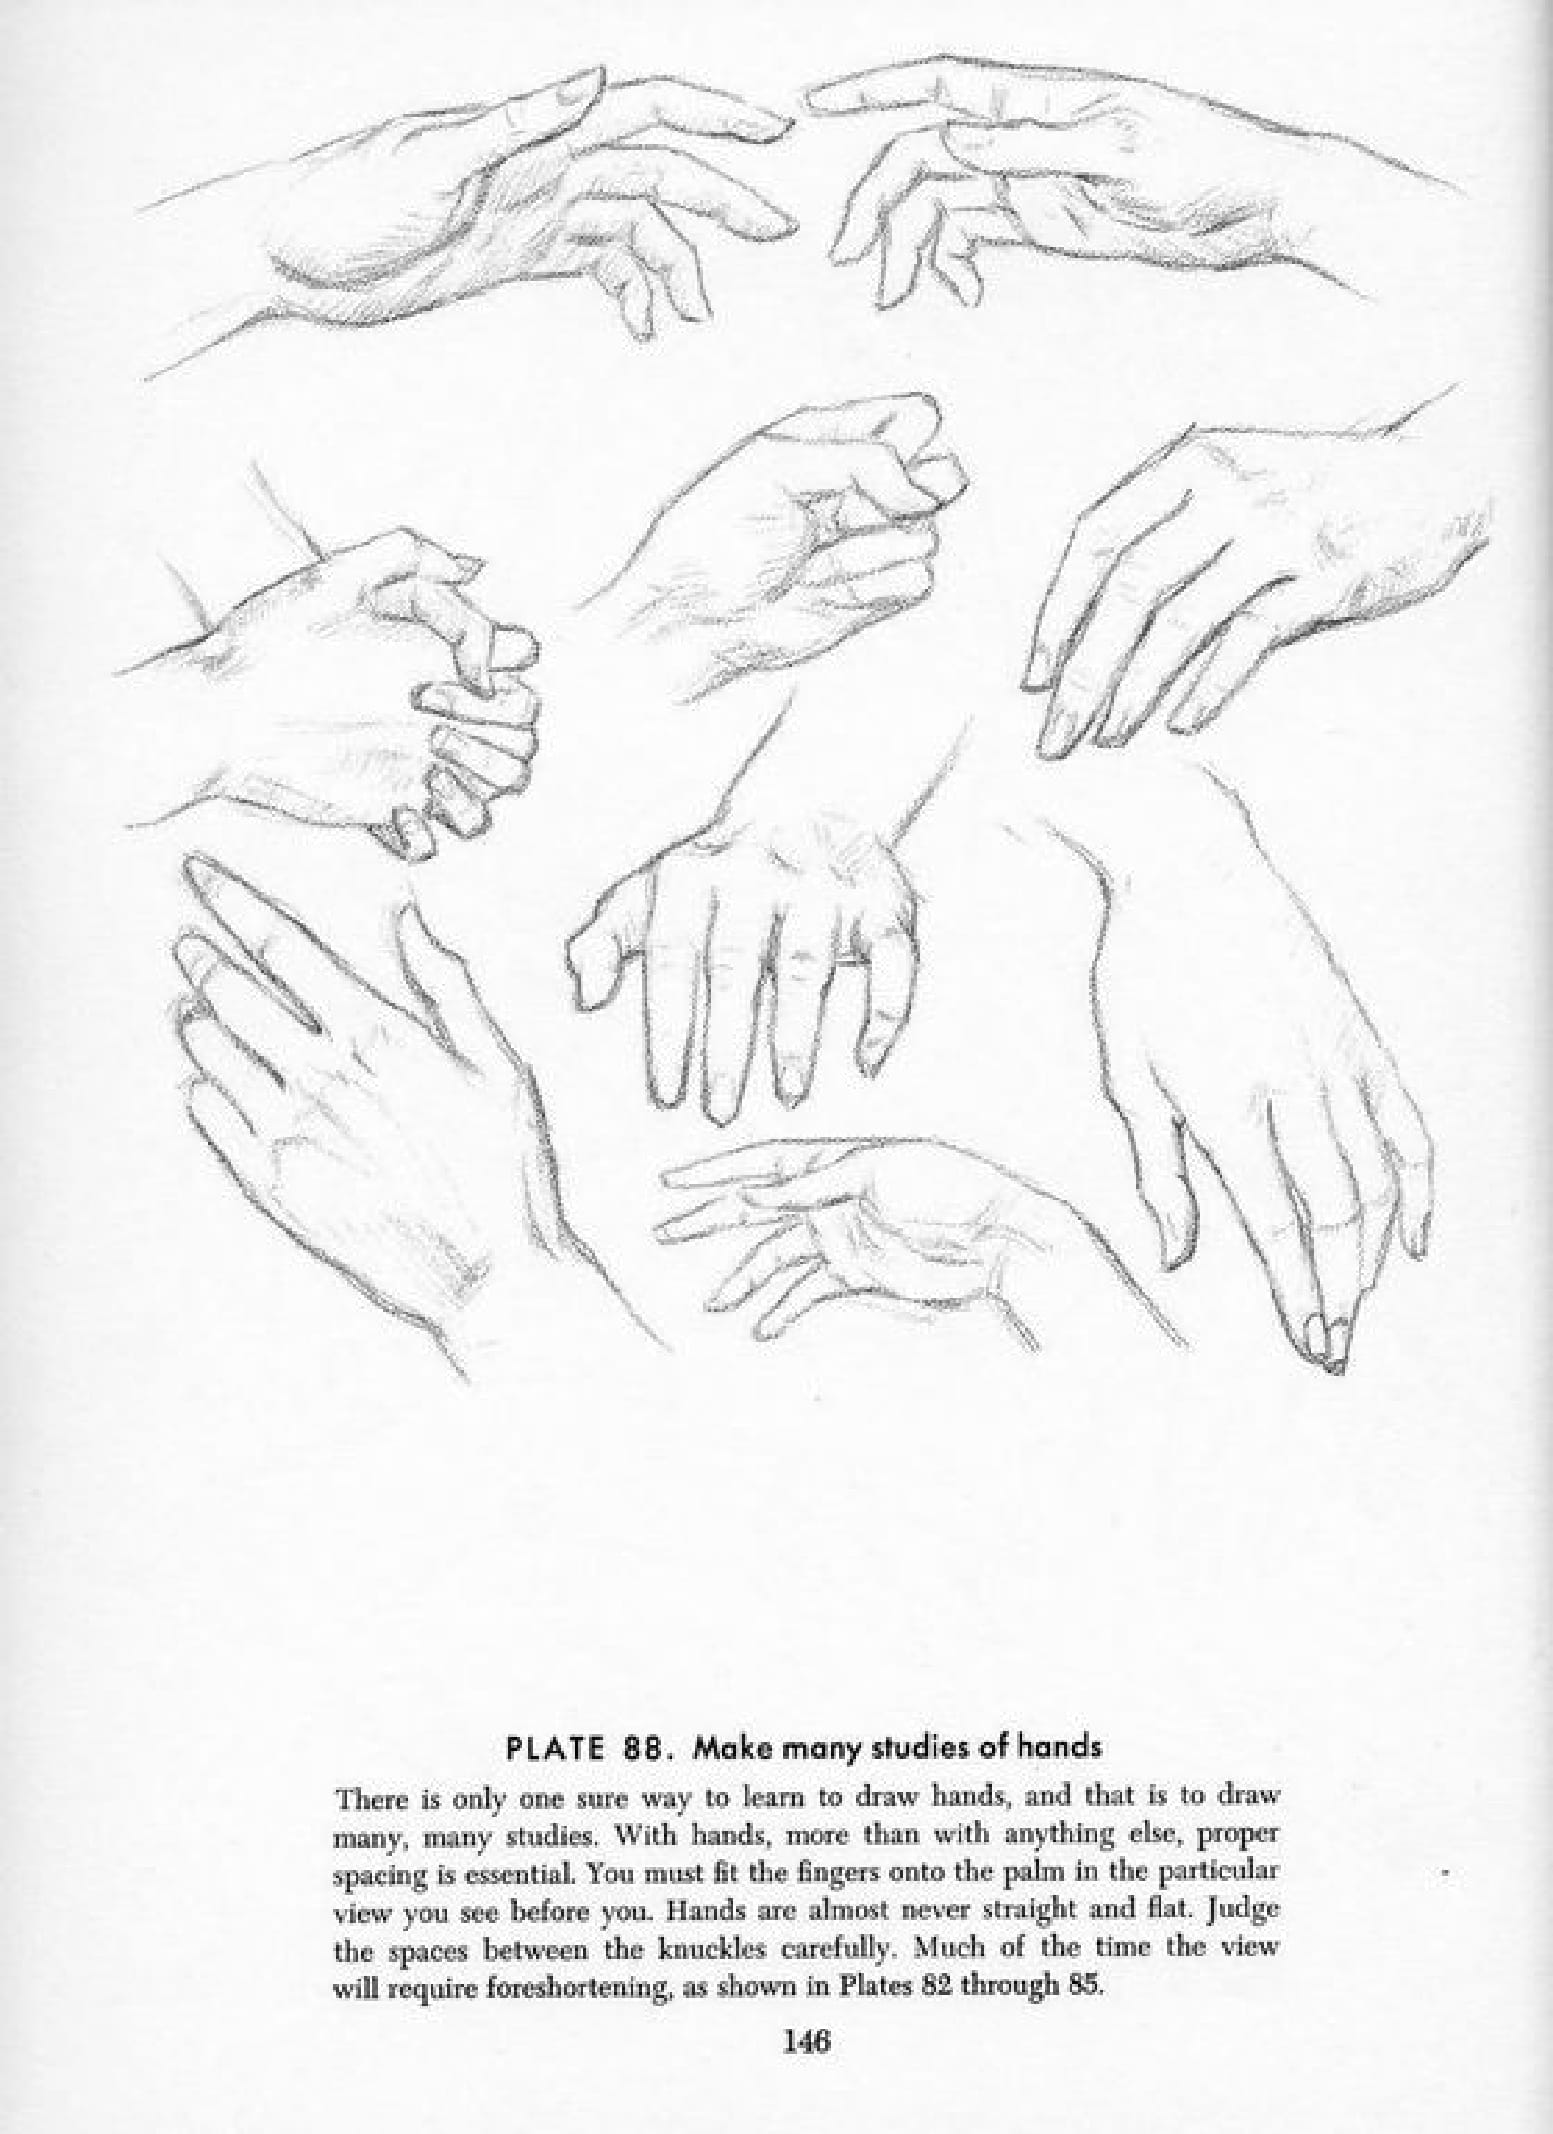 PLATE 88. Make many studies of hands
There is only one sure way to learn to draw hands, and that is to draw
many, many studies. With hands, more than with anything else, proper
spacing is essential. You must fit the fingers onto the palm in the particular
view you see before you. Hands are almost never straight and flat. Judge
the spaces between the knuckles carefully. Much of the time the view
will require foreshortening, as shown in Plates 82 through 85.
146